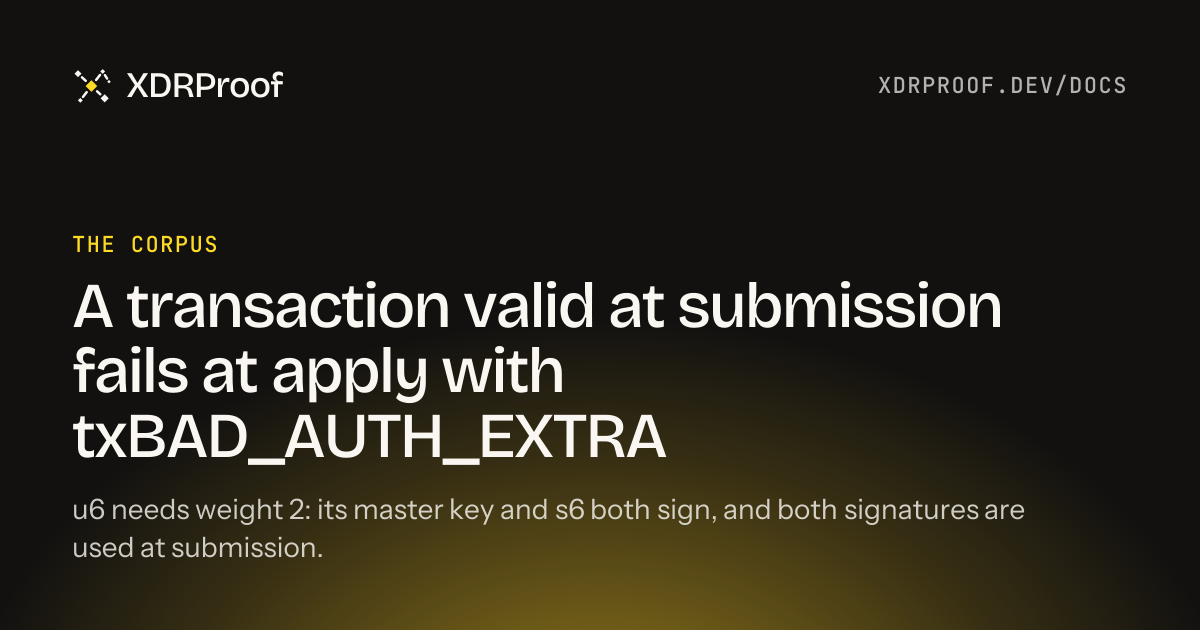 XDRProof
XDRPROOF.DEV/DOCS
THE CORPUS
A transaction valid at submission
fails at apply with
txBAD_AUTH_EXTRA
u6 needs weight 2: its master key and s6 both sign, and both signatures are
used at submission.